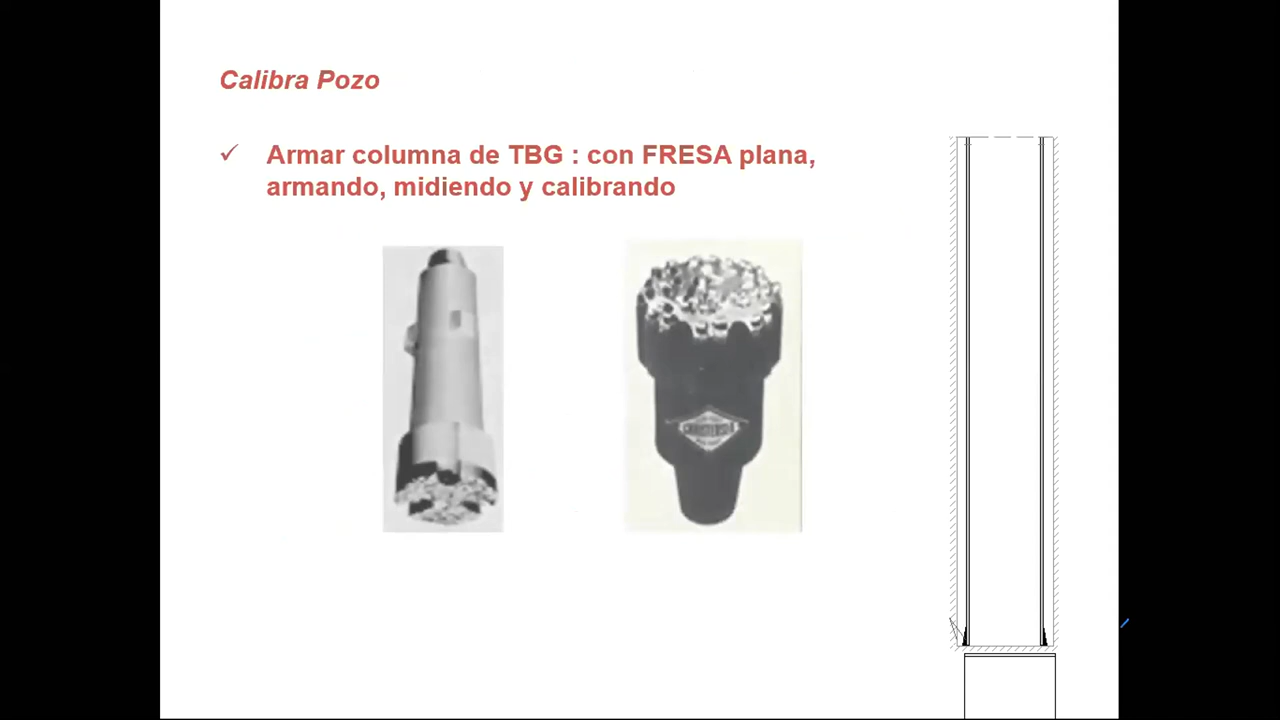 Calibra Pozo
✓ Armar columna de TBG : con FRESA plana,
armando, midiendo y calibrando